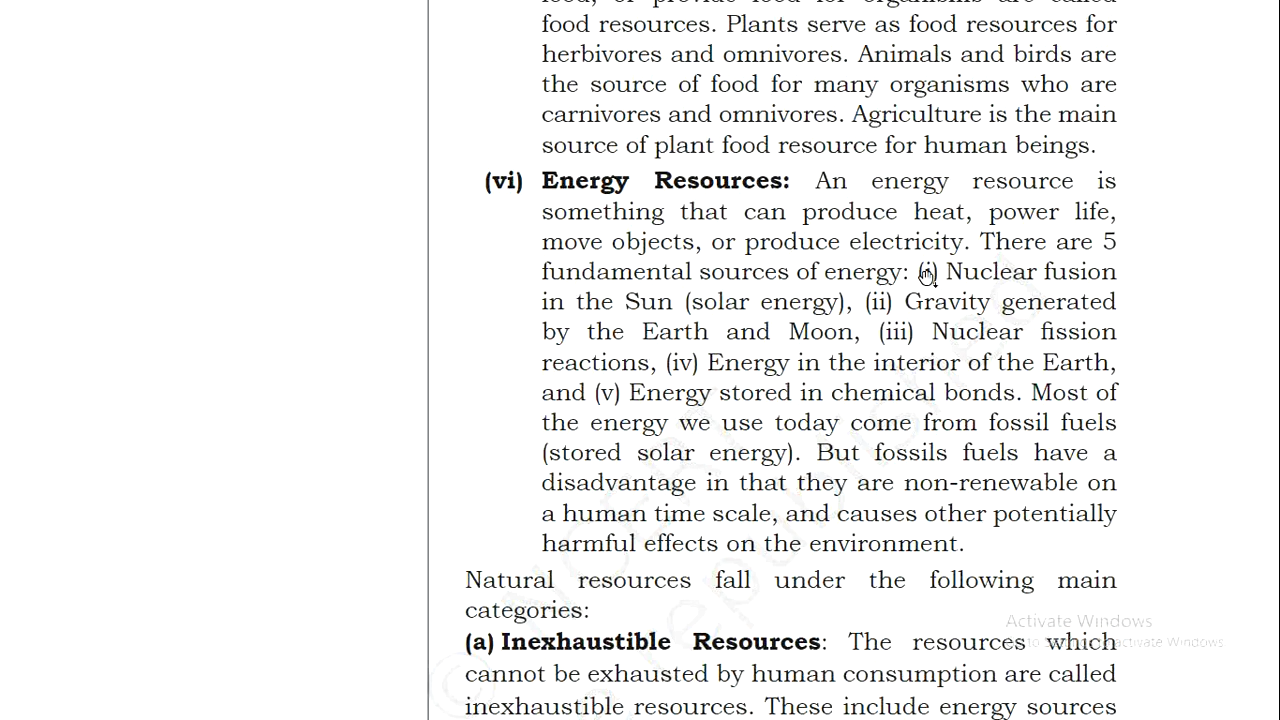 food resources. Plants serve as food resources for
herbivores and omnivores. Animals and birds are
the source of food for many organisms who are
carnivores and omnivores. Agriculture is the main
source of plant food resource for human beings.
(vi) Energy Resources: An energy resource is
something that can produce heat, power life,
move objects, or produce electricity. There are 5
fundamental sources of energy: (i) Nuclear fusion
in the Sun (solar energy), (ii) Gravity generated
by the Earth and Moon, (iii) Nuclear fission
reactions, (iv) Energy in the interior of the Earth,
and (v) Energy stored in chemical bonds. Most of
the energy we use today come from fossil fuels
(stored solar energy). But fossils fuels have a
disadvantage in that they are non-renewable on
a human time scale, and causes other potentially
harmful effects on the environment.
Natural resources fall under the following main
categories:
(a) Inexhaustible Resources: The resources which
cannot be exhausted by human consumption are called
inexhaustible resources. These include energy sources
Activate Windows